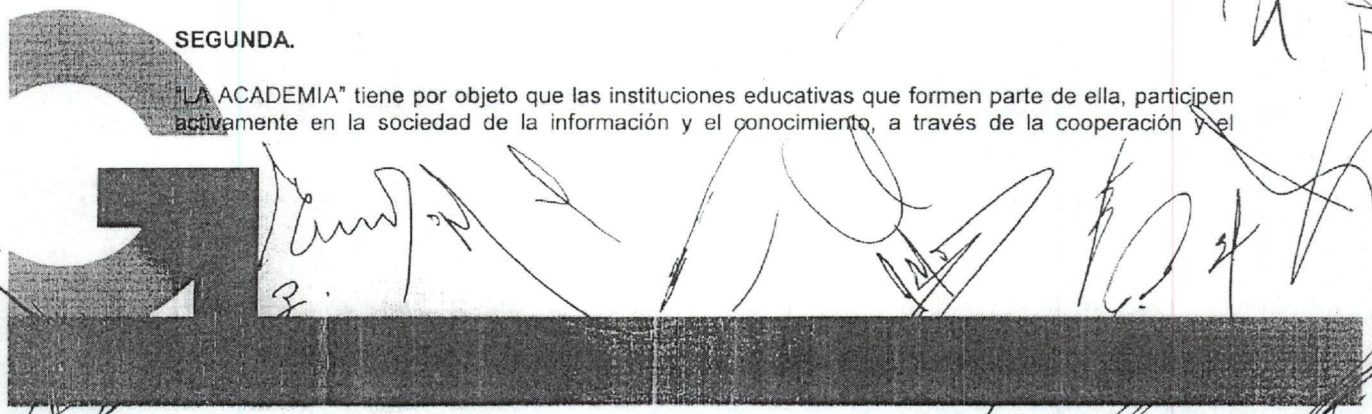 SEGUNDA.
"LA ACADEMIA" tiene por objeto que las instituciones educativas que formen parte de ella, participen
activamente en la sociedad de la información y el conocimiento, a través de la cooperación y el